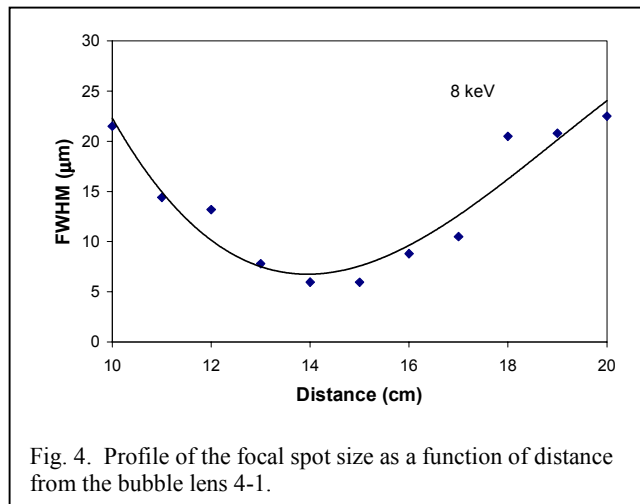 30
25
20
15
10
5
0
FWHM (μm)
8 keV
10 12 14 16 18 20
Distance (cm)
Fig. 4. Profile of the focal spot size as a function of distance
from the bubble lens 4-1.